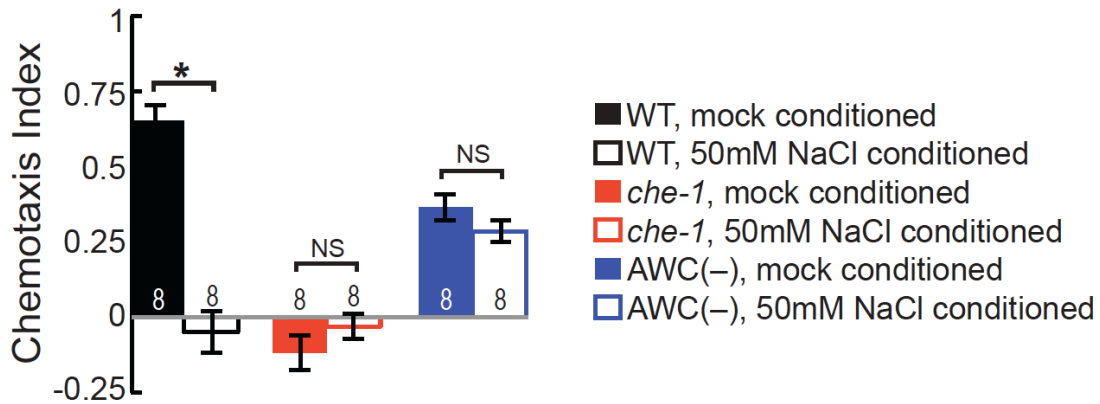 1
0.75
0.5
0.25
0
-0.25
Chemotaxis Index
*
NS
NS
8
8
8
8
8
8
WT, mock conditioned
WT, 50mM NaCl conditioned
che-1, mock conditioned
che-1, 50mM NaCl conditioned
AWC(–), mock conditioned
AWC(–), 50mM NaCl conditioned